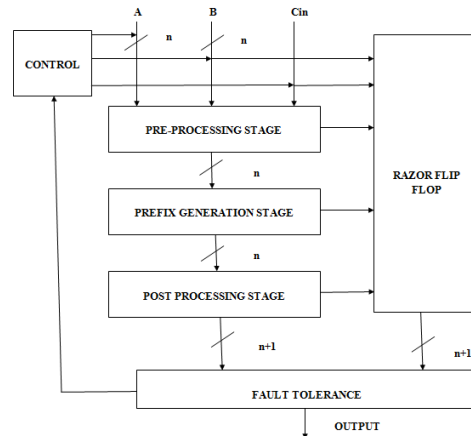 A B Cin
n n
CONTROL
PRE-PROCESSING STAGE
n
RAZOR FLIP
FLOP
PREFIX GENERATION STAGE
n
POST PROCESSING STAGE
n+1 n+1
FAULT TOLERANCE
OUTPUT